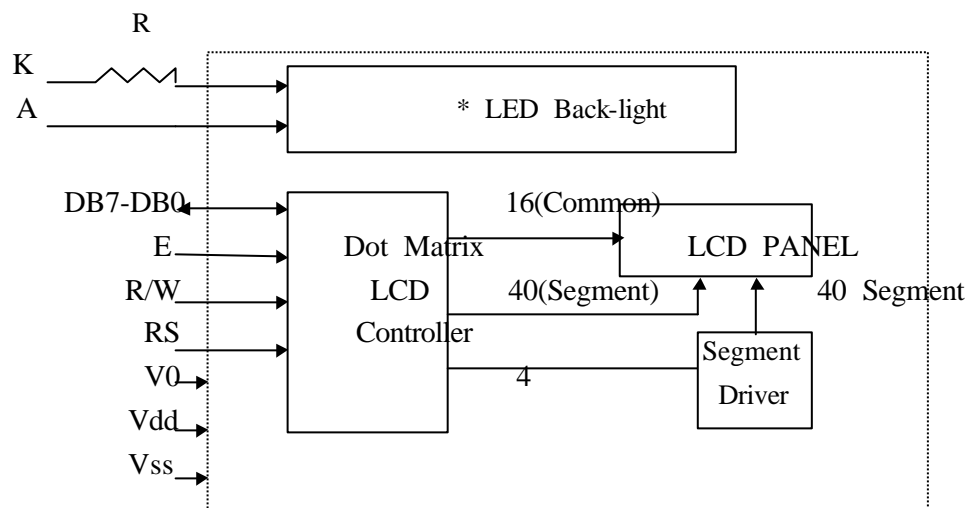 R
K
A
* LED Back-light
DB7-DB0
E
R/W
RS
V0
Vdd
Vss
Dot Matrix
LCD
Controller
16(Common)
40(Segment)
4
LCD PANEL
40 Segment
Segment
Driver